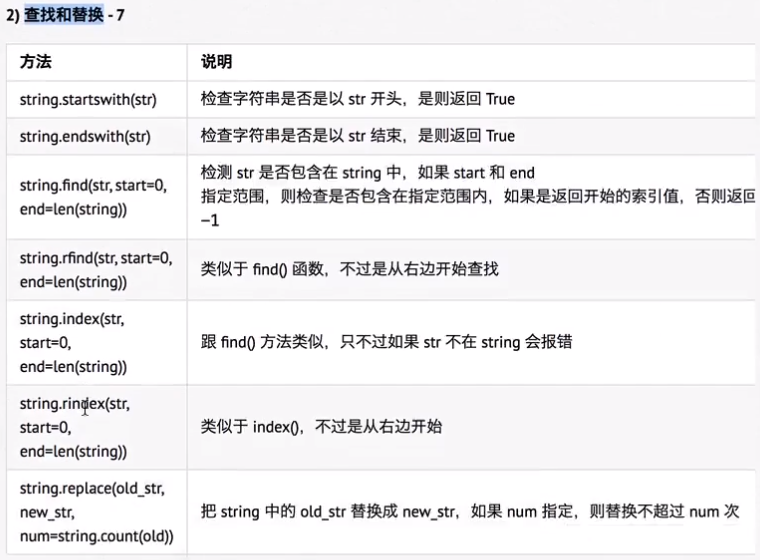 2) 查找和替换 - 7
方法
说明
string.startswith(str)
检查字符串是否是以 str 开头，是则返回 True
string.endswith(str)
检查字符串是否是以 str 结束，是则返回 True
string.find(str, start=0,
end=len(string))
检测 str 是否包含在 string 中，如果 start 和 end
指定范围，则检查是否包含在指定范围内，如果是返回开始的索引值，否则返回
–1
string.rfind(str, start=0,
end=len(string))
类似于 find() 函数，不过是从右边开始查找
string.index(str,
start=0,
end=len(string))
跟 find() 方法类似，只不过如果 str 不在 string 会报错
string.rindex(str,
start=0,
end=len(string))
类似于 index()，不过是从右边开始
string.replace(old_str,
new_str,
num=string.count(old))
把 string 中的 old_str 替换成 new_str，如果 num 指定，则替换不超过 num 次